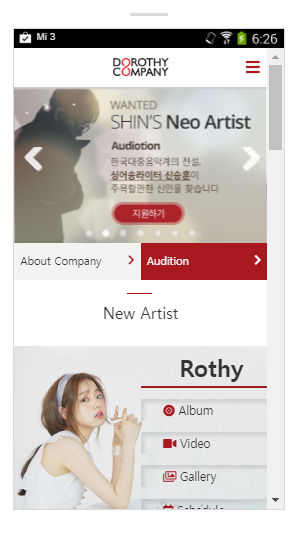 Mi 3
6:26
DOROTHY
COMPANY
WANTED
SHIN'S Neo Artist
Audiotion
한국대중음악계의 전설,
싱어송라이터 신승훈이
주목할만한 신인을 찾습니다
지원하기
About Company
Audition
New Artist
Rothy
Album
Video
Gallery
Schedule